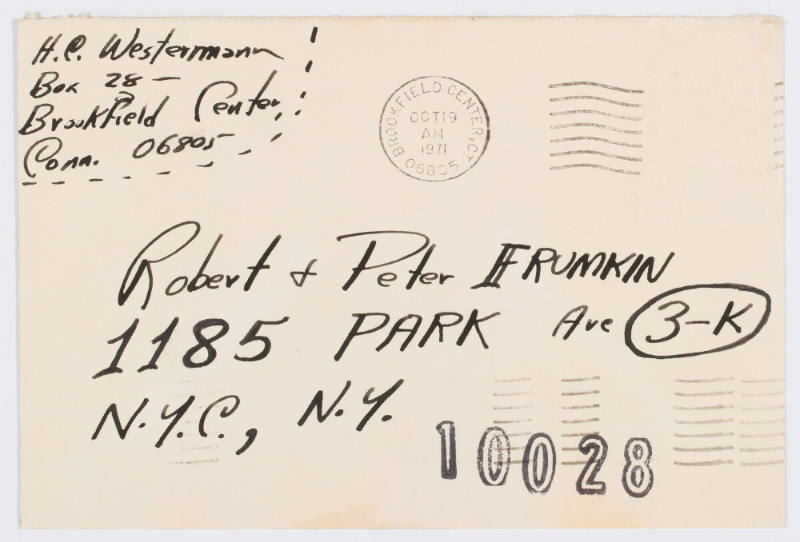 H.C. Westermann
Box 28 —
Brookfield Center
Conn. 06805
BROOKFIELD CENTER, CT.
OCT 19
AM
1971
06805
Robert & Peter FRUMKIN
1185 PARK Ave 3-K
N.Y.C., N.Y.
10028